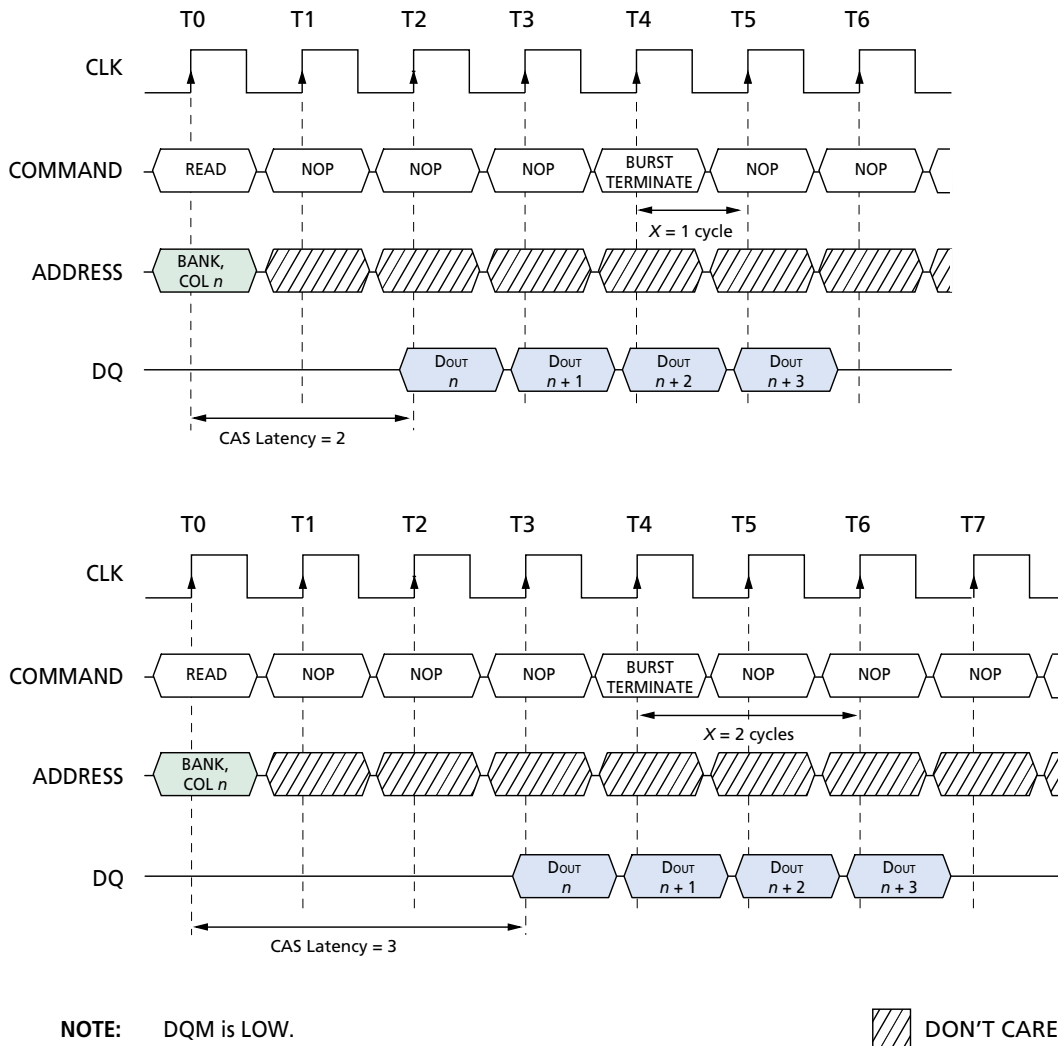 T0 T1 T2 T3 T4 T5 T6
CLK
COMMAND READ NOP NOP NOP BURST TERMINATE NOP NOP
X = 1 cycle
ADDRESS BANK, COL n
DQ DOUT n DOUT n + 1 DOUT n + 2 DOUT n + 3
CAS Latency = 2
T0 T1 T2 T3 T4 T5 T6 T7
CLK
COMMAND READ NOP NOP NOP BURST TERMINATE NOP NOP NOP
X = 2 cycles
ADDRESS BANK, COL n
DQ DOUT n DOUT n + 1 DOUT n + 2 DOUT n + 3
CAS Latency = 3
NOTE: DQM is LOW.
DON'T CARE